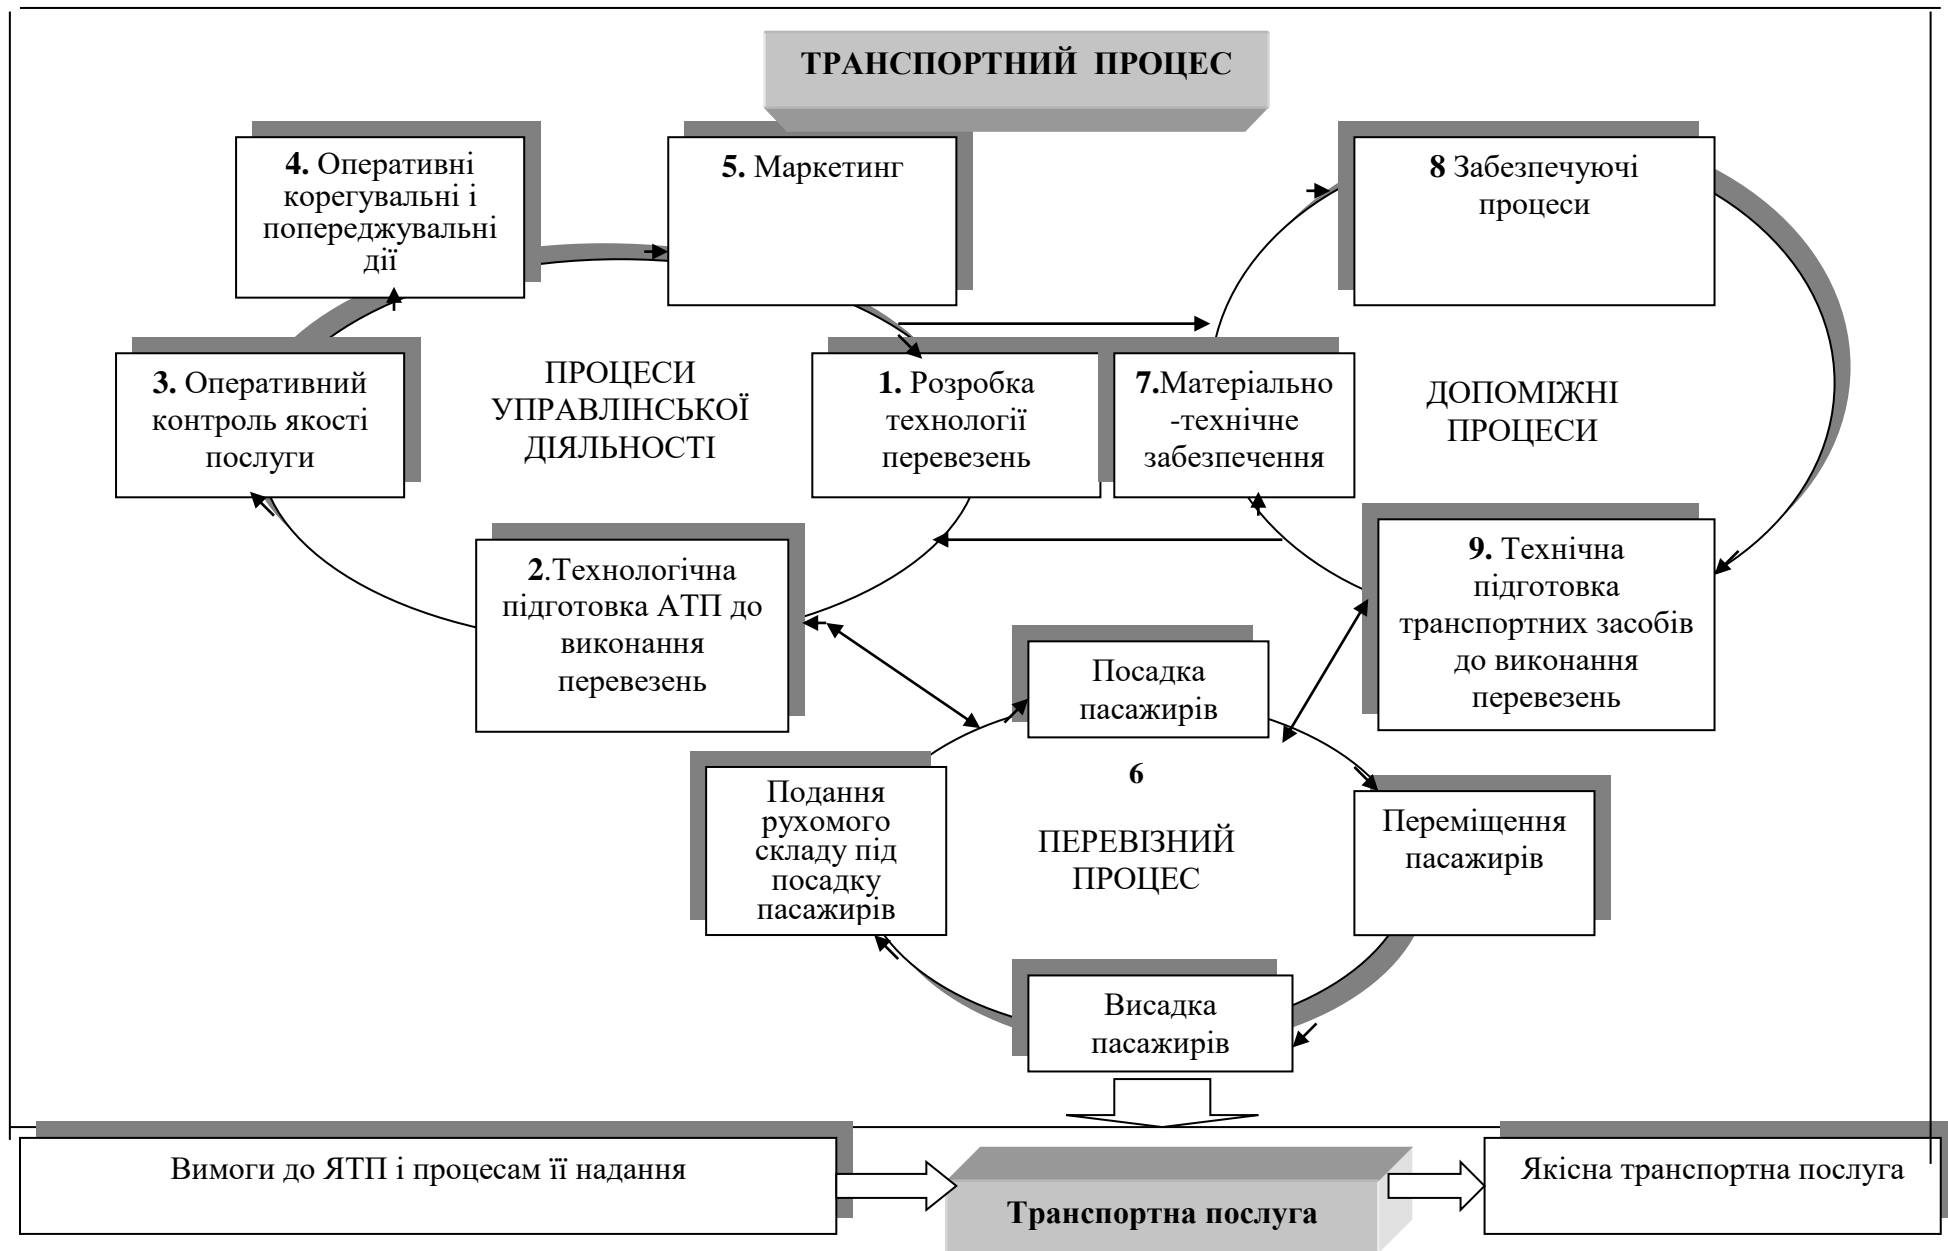 ТРАНСПОРТНИЙ ПРОЦЕС
4. Оперативні
корегувальні і
попереджувальні
дії
5. Маркетинг
8 Забезпечуючі
процеси
3. Оперативний
контроль якості
послуги
ПРОЦЕСИ
УПРАВЛІНСЬКОЇ
ДІЯЛЬНОСТІ
1. Розробка
технології
перевезень
7.Матеріально
-технічне
забезпечення
ДОПОМІЖНІ
ПРОЦЕСИ
2.Технологічна
підготовка АТП до
виконання
перевезень
9. Технічна
підготовка
транспортних засобів
до виконання
перевезень
Посадка
пасажирів
6
ПЕРЕВІЗНИЙ
ПРОЦЕС
Подання
рухомого
складу під
посадку
пасажирів
Переміщення
пасажирів
Висадка
пасажирів
Вимоги до ЯТП і процесам її надання
Транспортна послуга
Якісна транспортна послуга